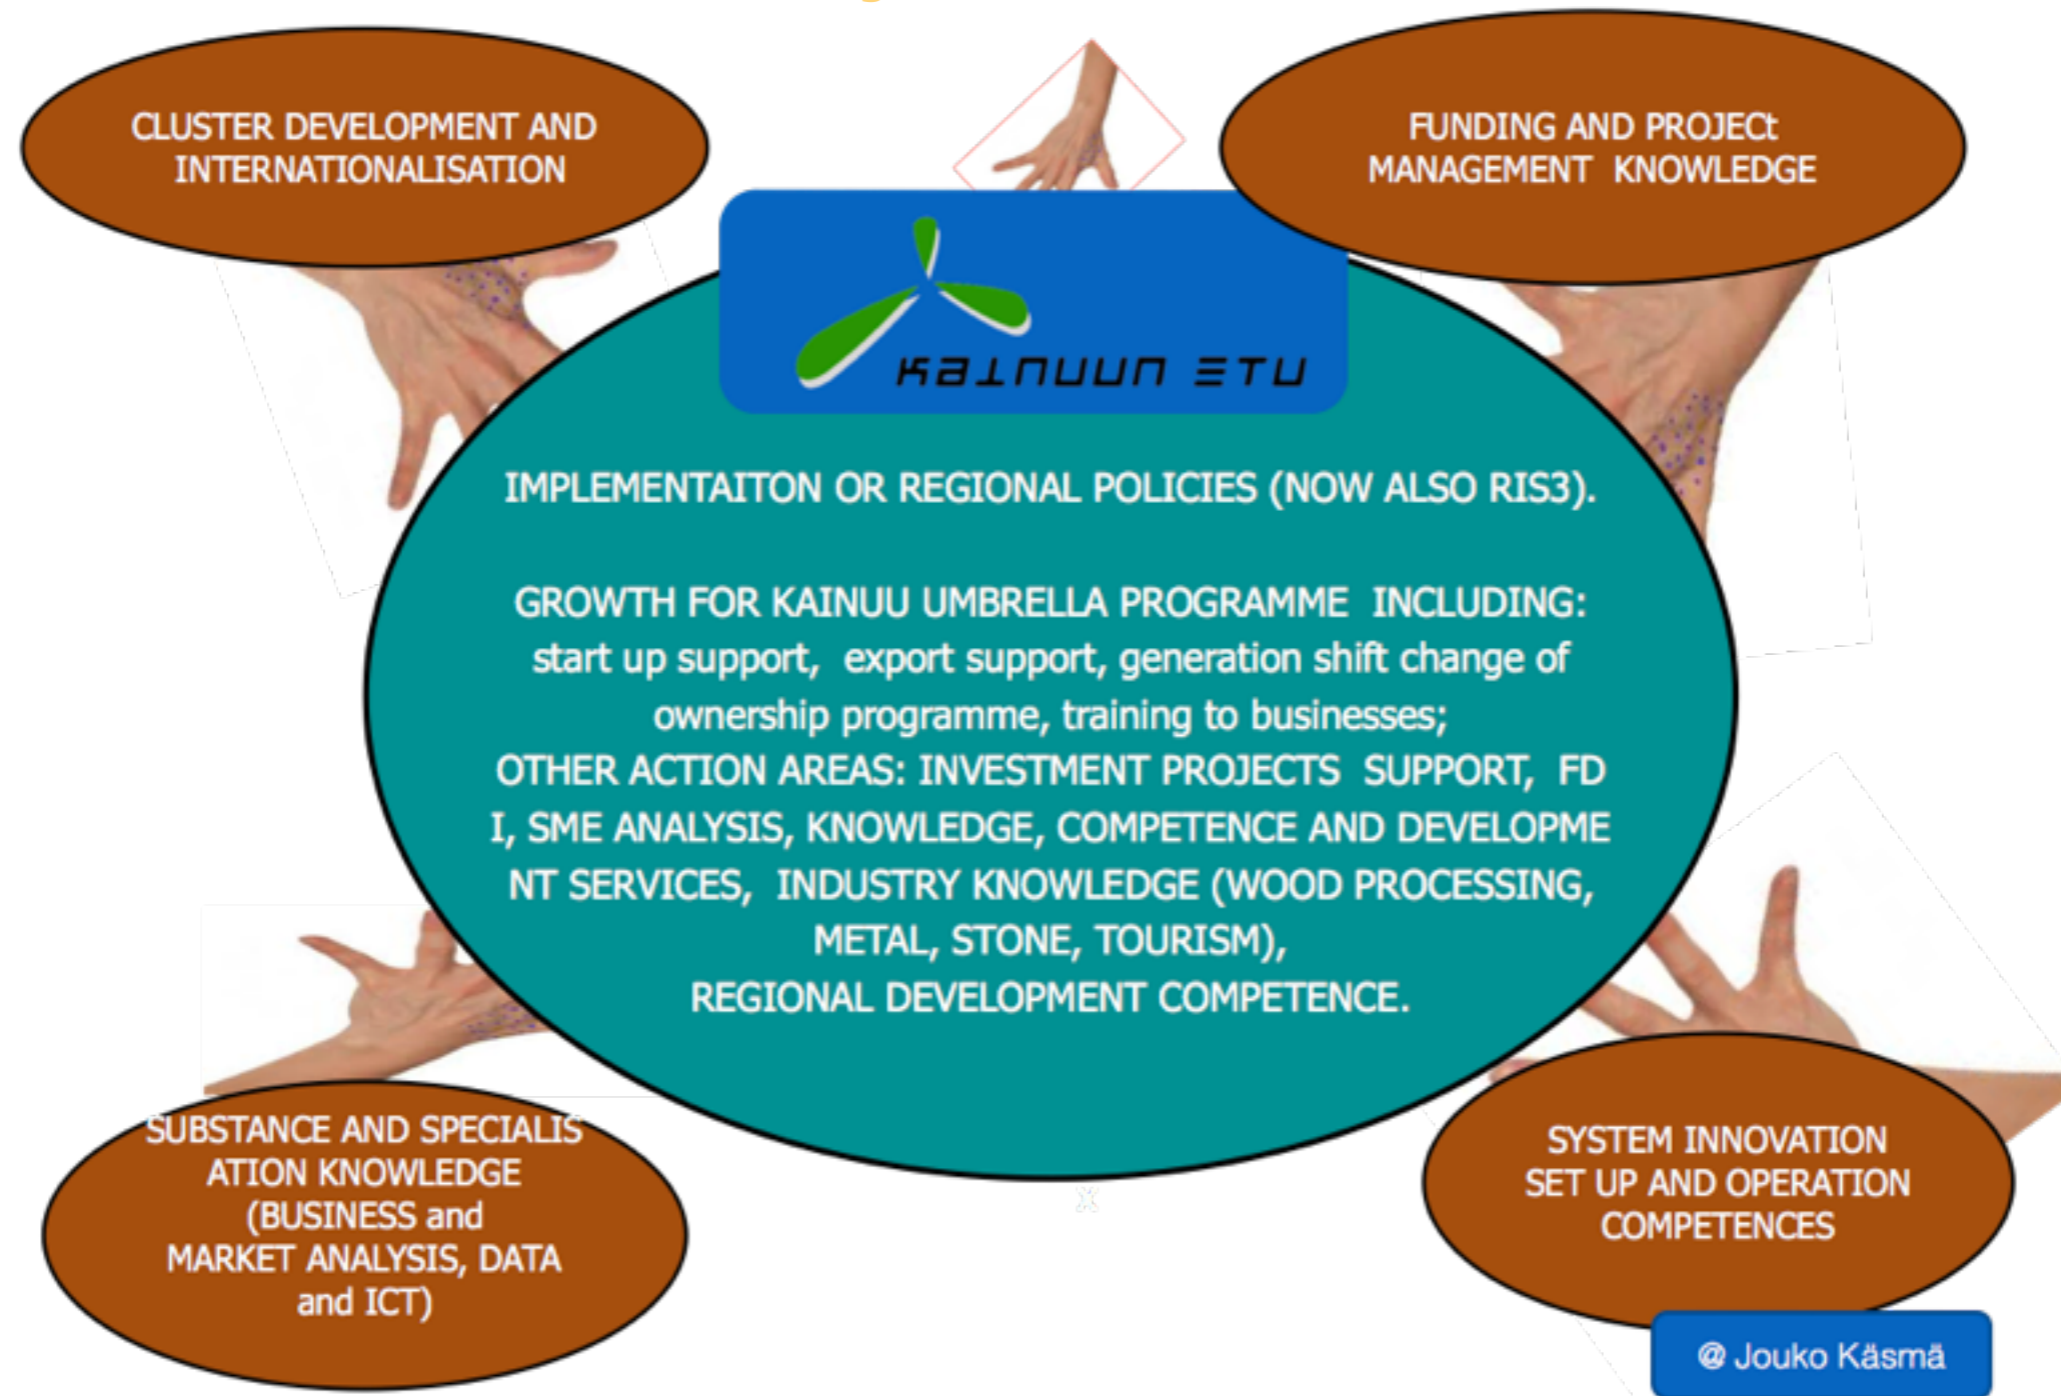 CLUSTER DEVELOPMENT AND
INTERNATIONALISATION
FUNDING AND PROJECt
MANAGEMENT KNOWLEDGE
KAINUUN ETU
IMPLEMENTAITON OR REGIONAL POLICIES (NOW ALSO RIS3).
GROWTH FOR KAINUU UMBRELLA PROGRAMME INCLUDING:
start up support, export support, generation shift change of
ownership programme, training to businesses;
OTHER ACTION AREAS: INVESTMENT PROJECTS SUPPORT, FD
I, SME ANALYSIS, KNOWLEDGE, COMPETENCE AND DEVELOPME
NT SERVICES, INDUSTRY KNOWLEDGE (WOOD PROCESSING,
METAL, STONE, TOURISM),
REGIONAL DEVELOPMENT COMPETENCE.
SUBSTANCE AND SPECIALIS
ATION KNOWLEDGE
(BUSINESS and
MARKET ANALYSIS, DATA
and ICT)
SYSTEM INNOVATION
SET UP AND OPERATION
COMPETENCES
@ Jouko Käsmä